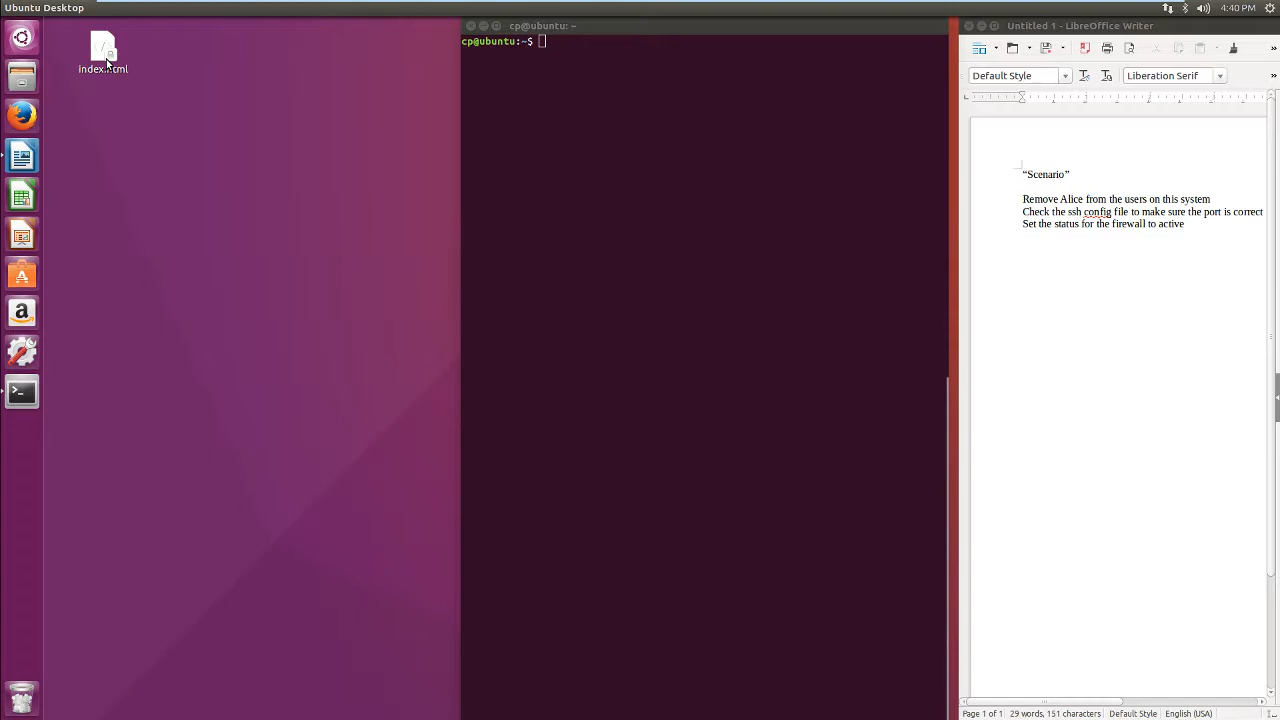 Ubuntu Desktop
4:40 PM
index.html
cp@ubuntu: ~
cp@ubuntu:~$
Untitled 1 - LibreOffice Writer
Default Style
Liberation Serif
“Scenario”
Remove Alice from the users on this system
Check the ssh config file to make sure the port is correct
Set the status for the firewall to active
Page 1 of 1 29 words, 151 characters Default Style English (USA)